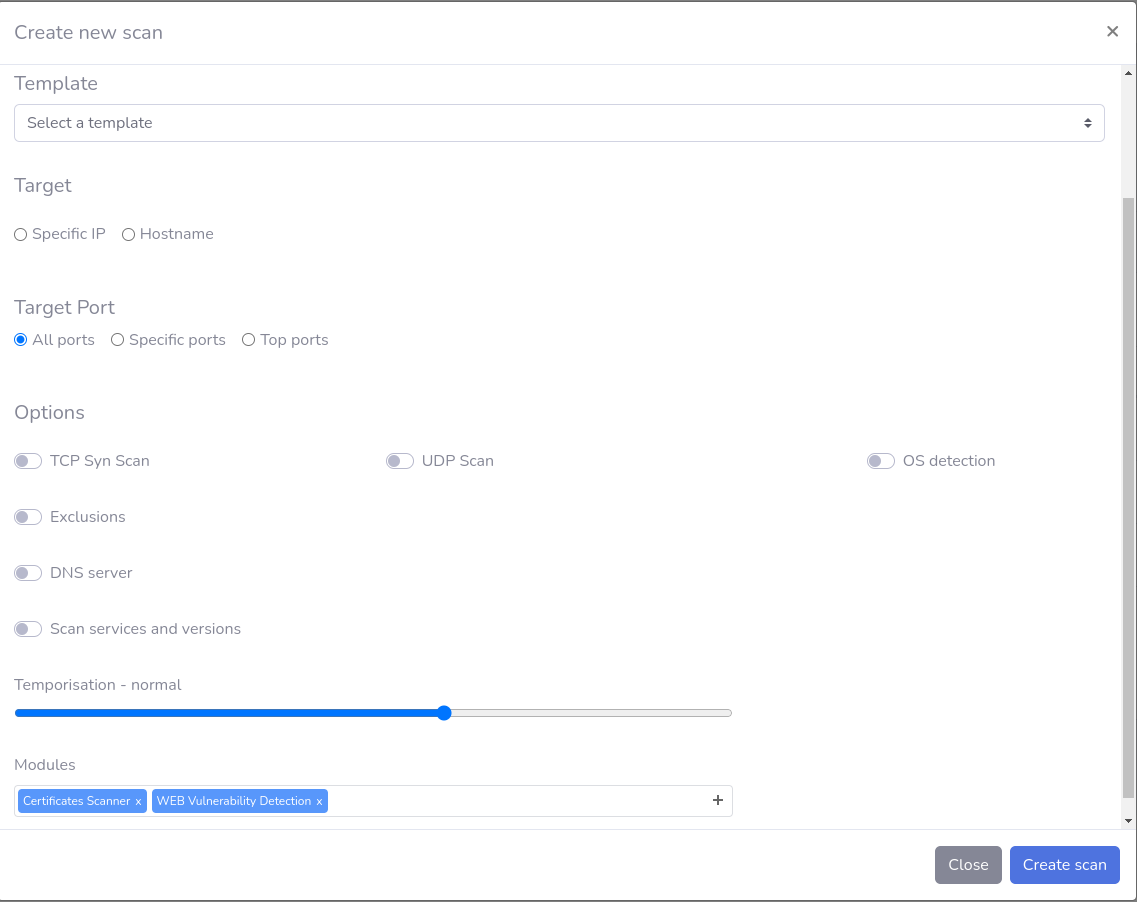 Create new scan ×
Template
Select a template
Target
Specific IP Hostname
Target Port
All ports Specific ports Top ports
Options
TCP Syn Scan UDP Scan OS detection
Exclusions
DNS server
Scan services and versions
Temporisation - normal
Modules
Certificates Scanner x WEB Vulnerability Detection x +
Close Create scan